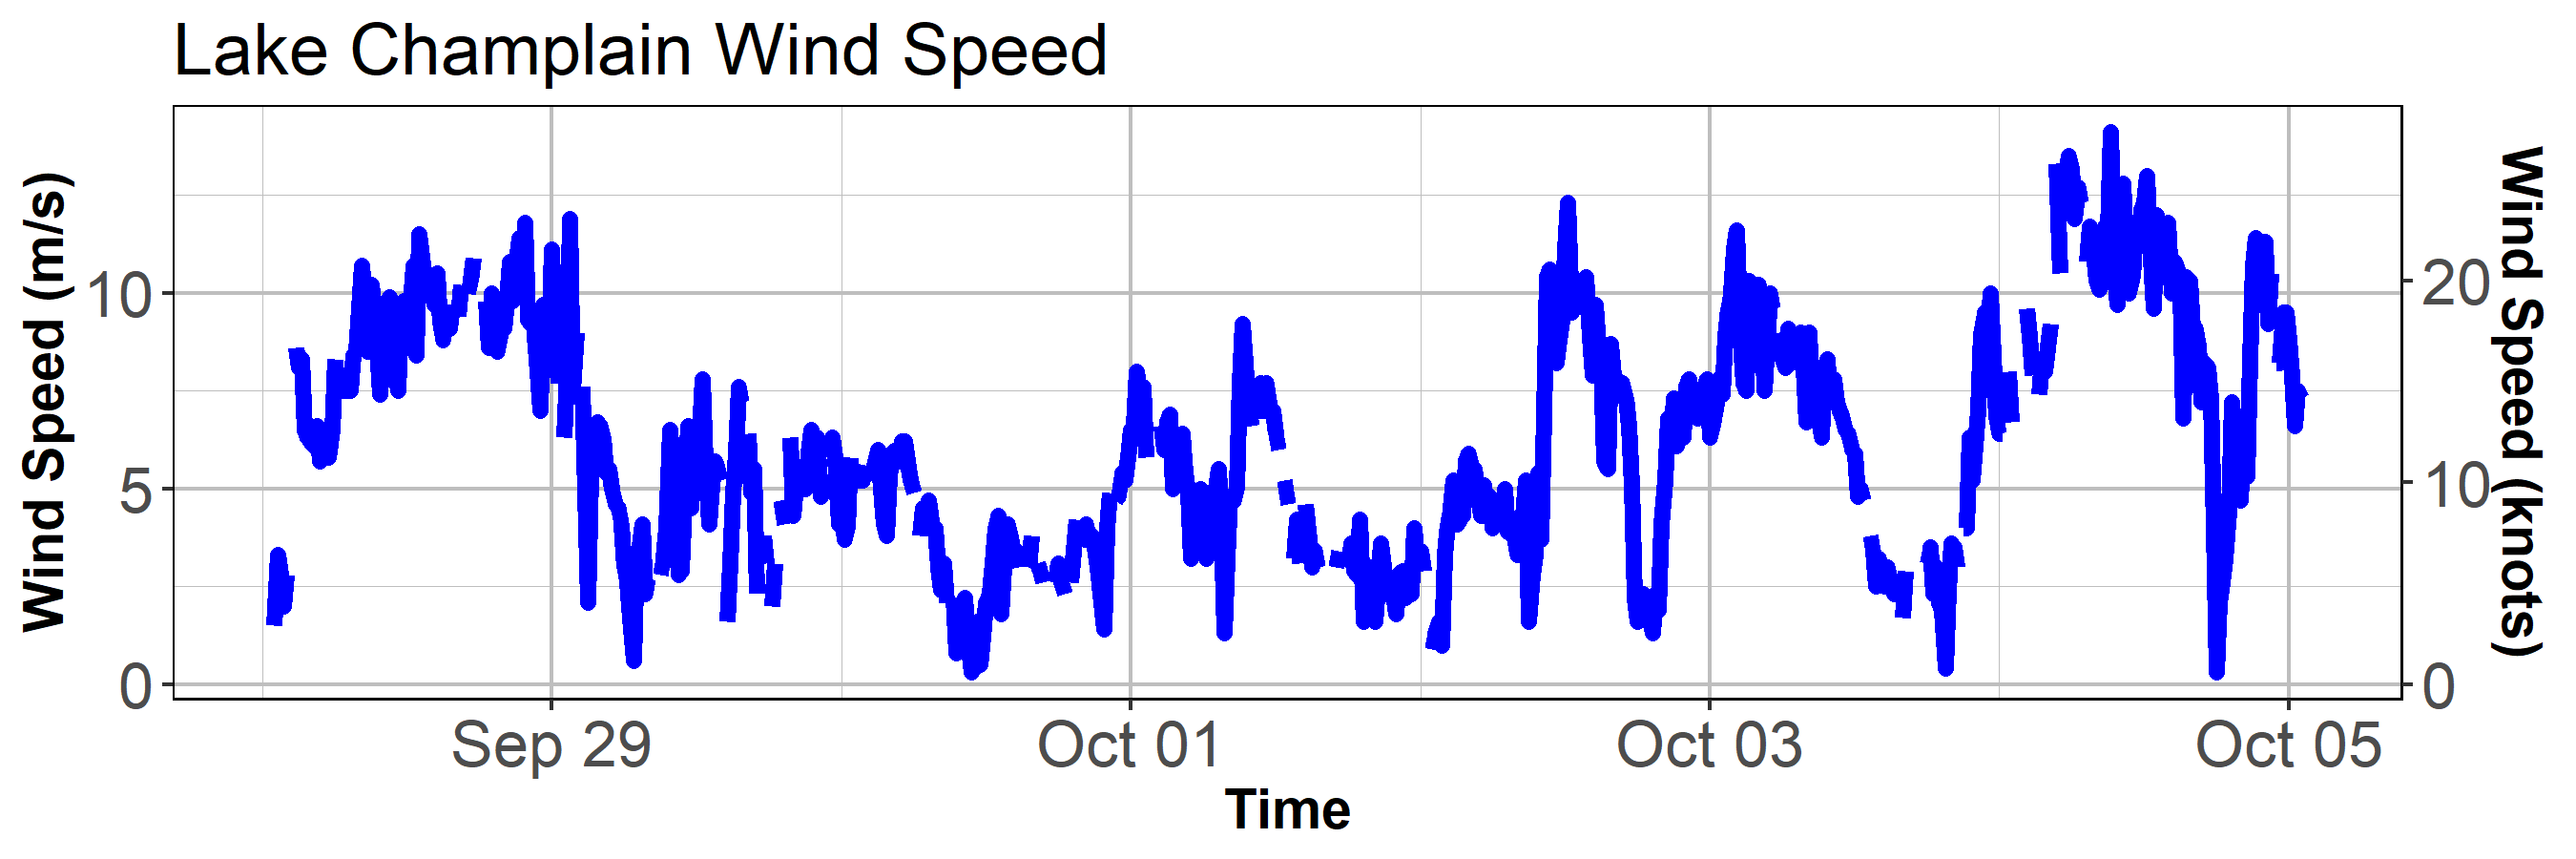 Lake Champlain Wind Speed
Wind Speed (m/s)
10
5
0
20
10
0
Wind Speed (knots)
Sep 29
Oct 01
Oct 03
Oct 05
Time